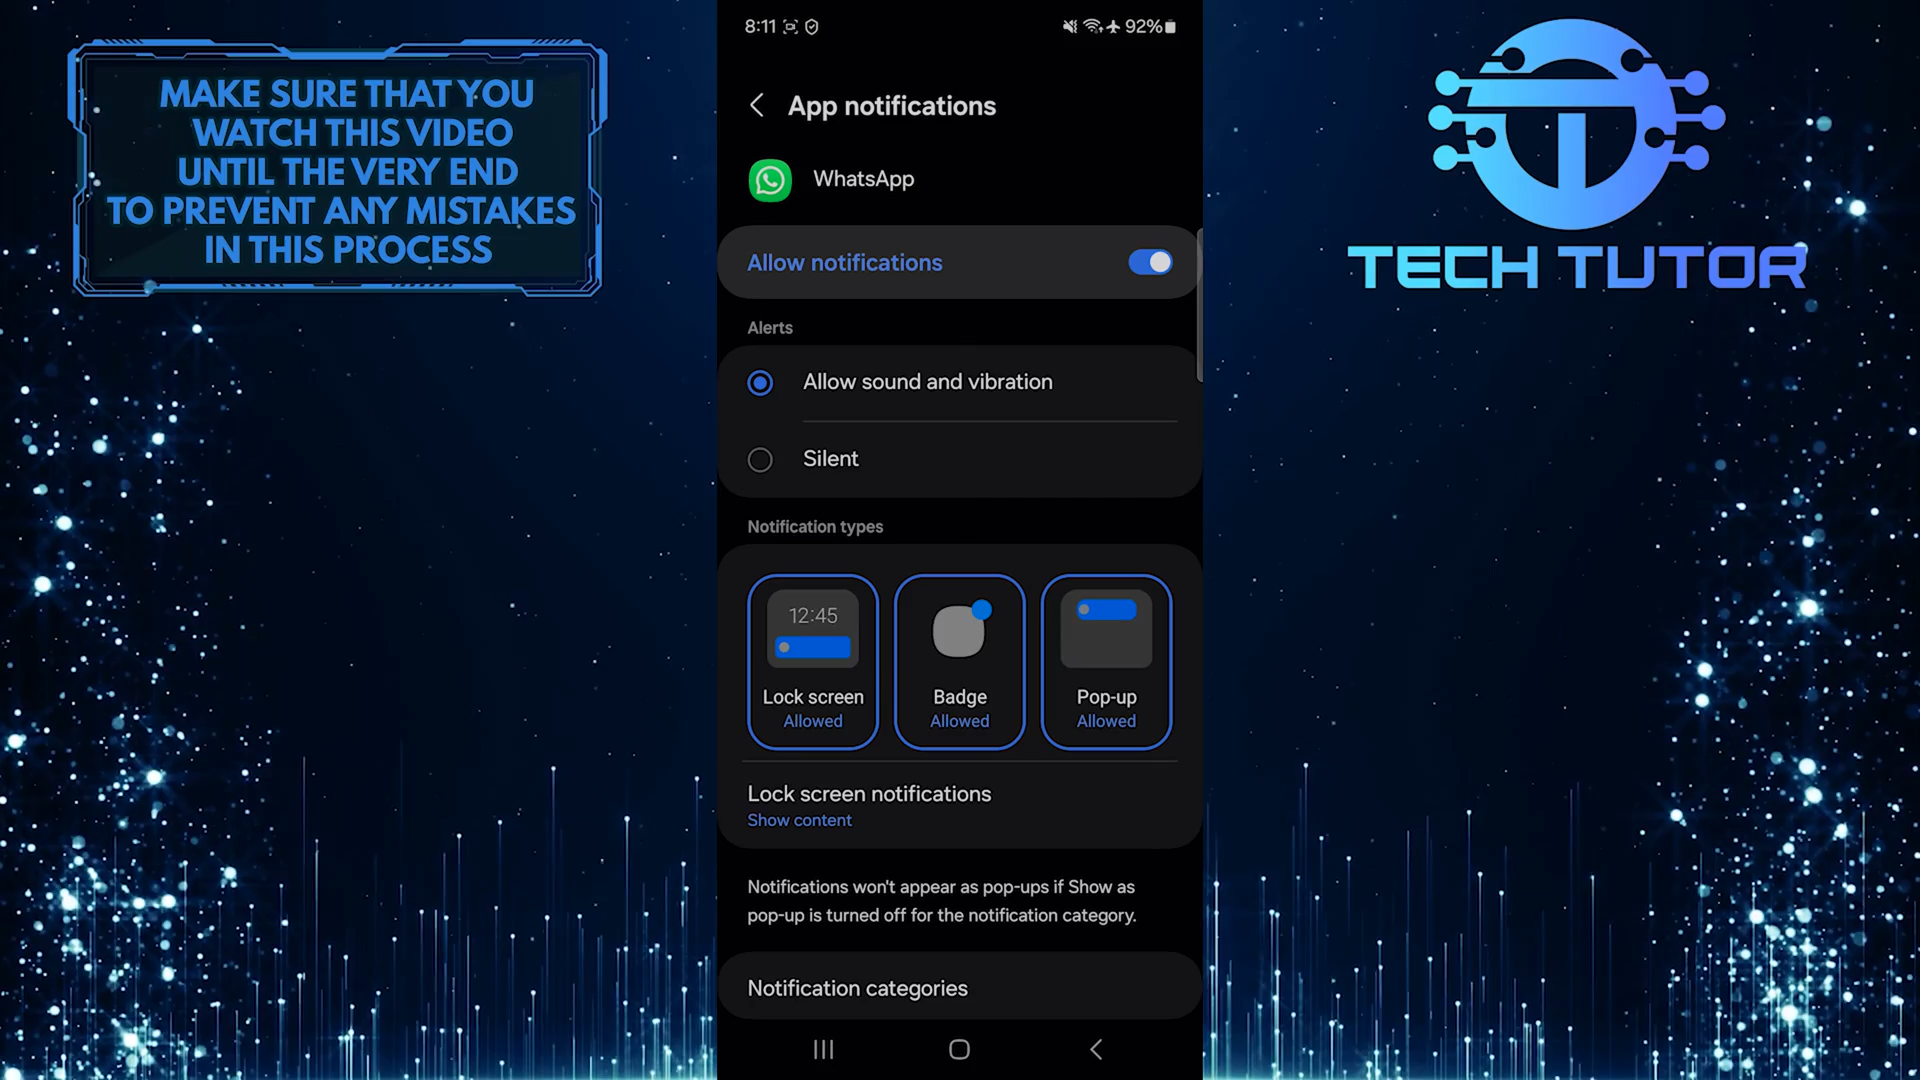 MAKE SURE THAT YOU
WATCH THIS VIDEO
UNTIL THE VERY END
TO PREVENT ANY MISTAKES
IN THIS PROCESS
8:11
92%
App notifications
WhatsApp
Allow notifications
Alerts
Allow sound and vibration
Silent
Notification types
12:45
Lock screen
Allowed
Badge
Allowed
Pop-up
Allowed
Lock screen notifications
Show content
Notifications won't appear as pop-ups if Show as
pop-up is turned off for the notification category.
Notification categories
TECH TUTOR